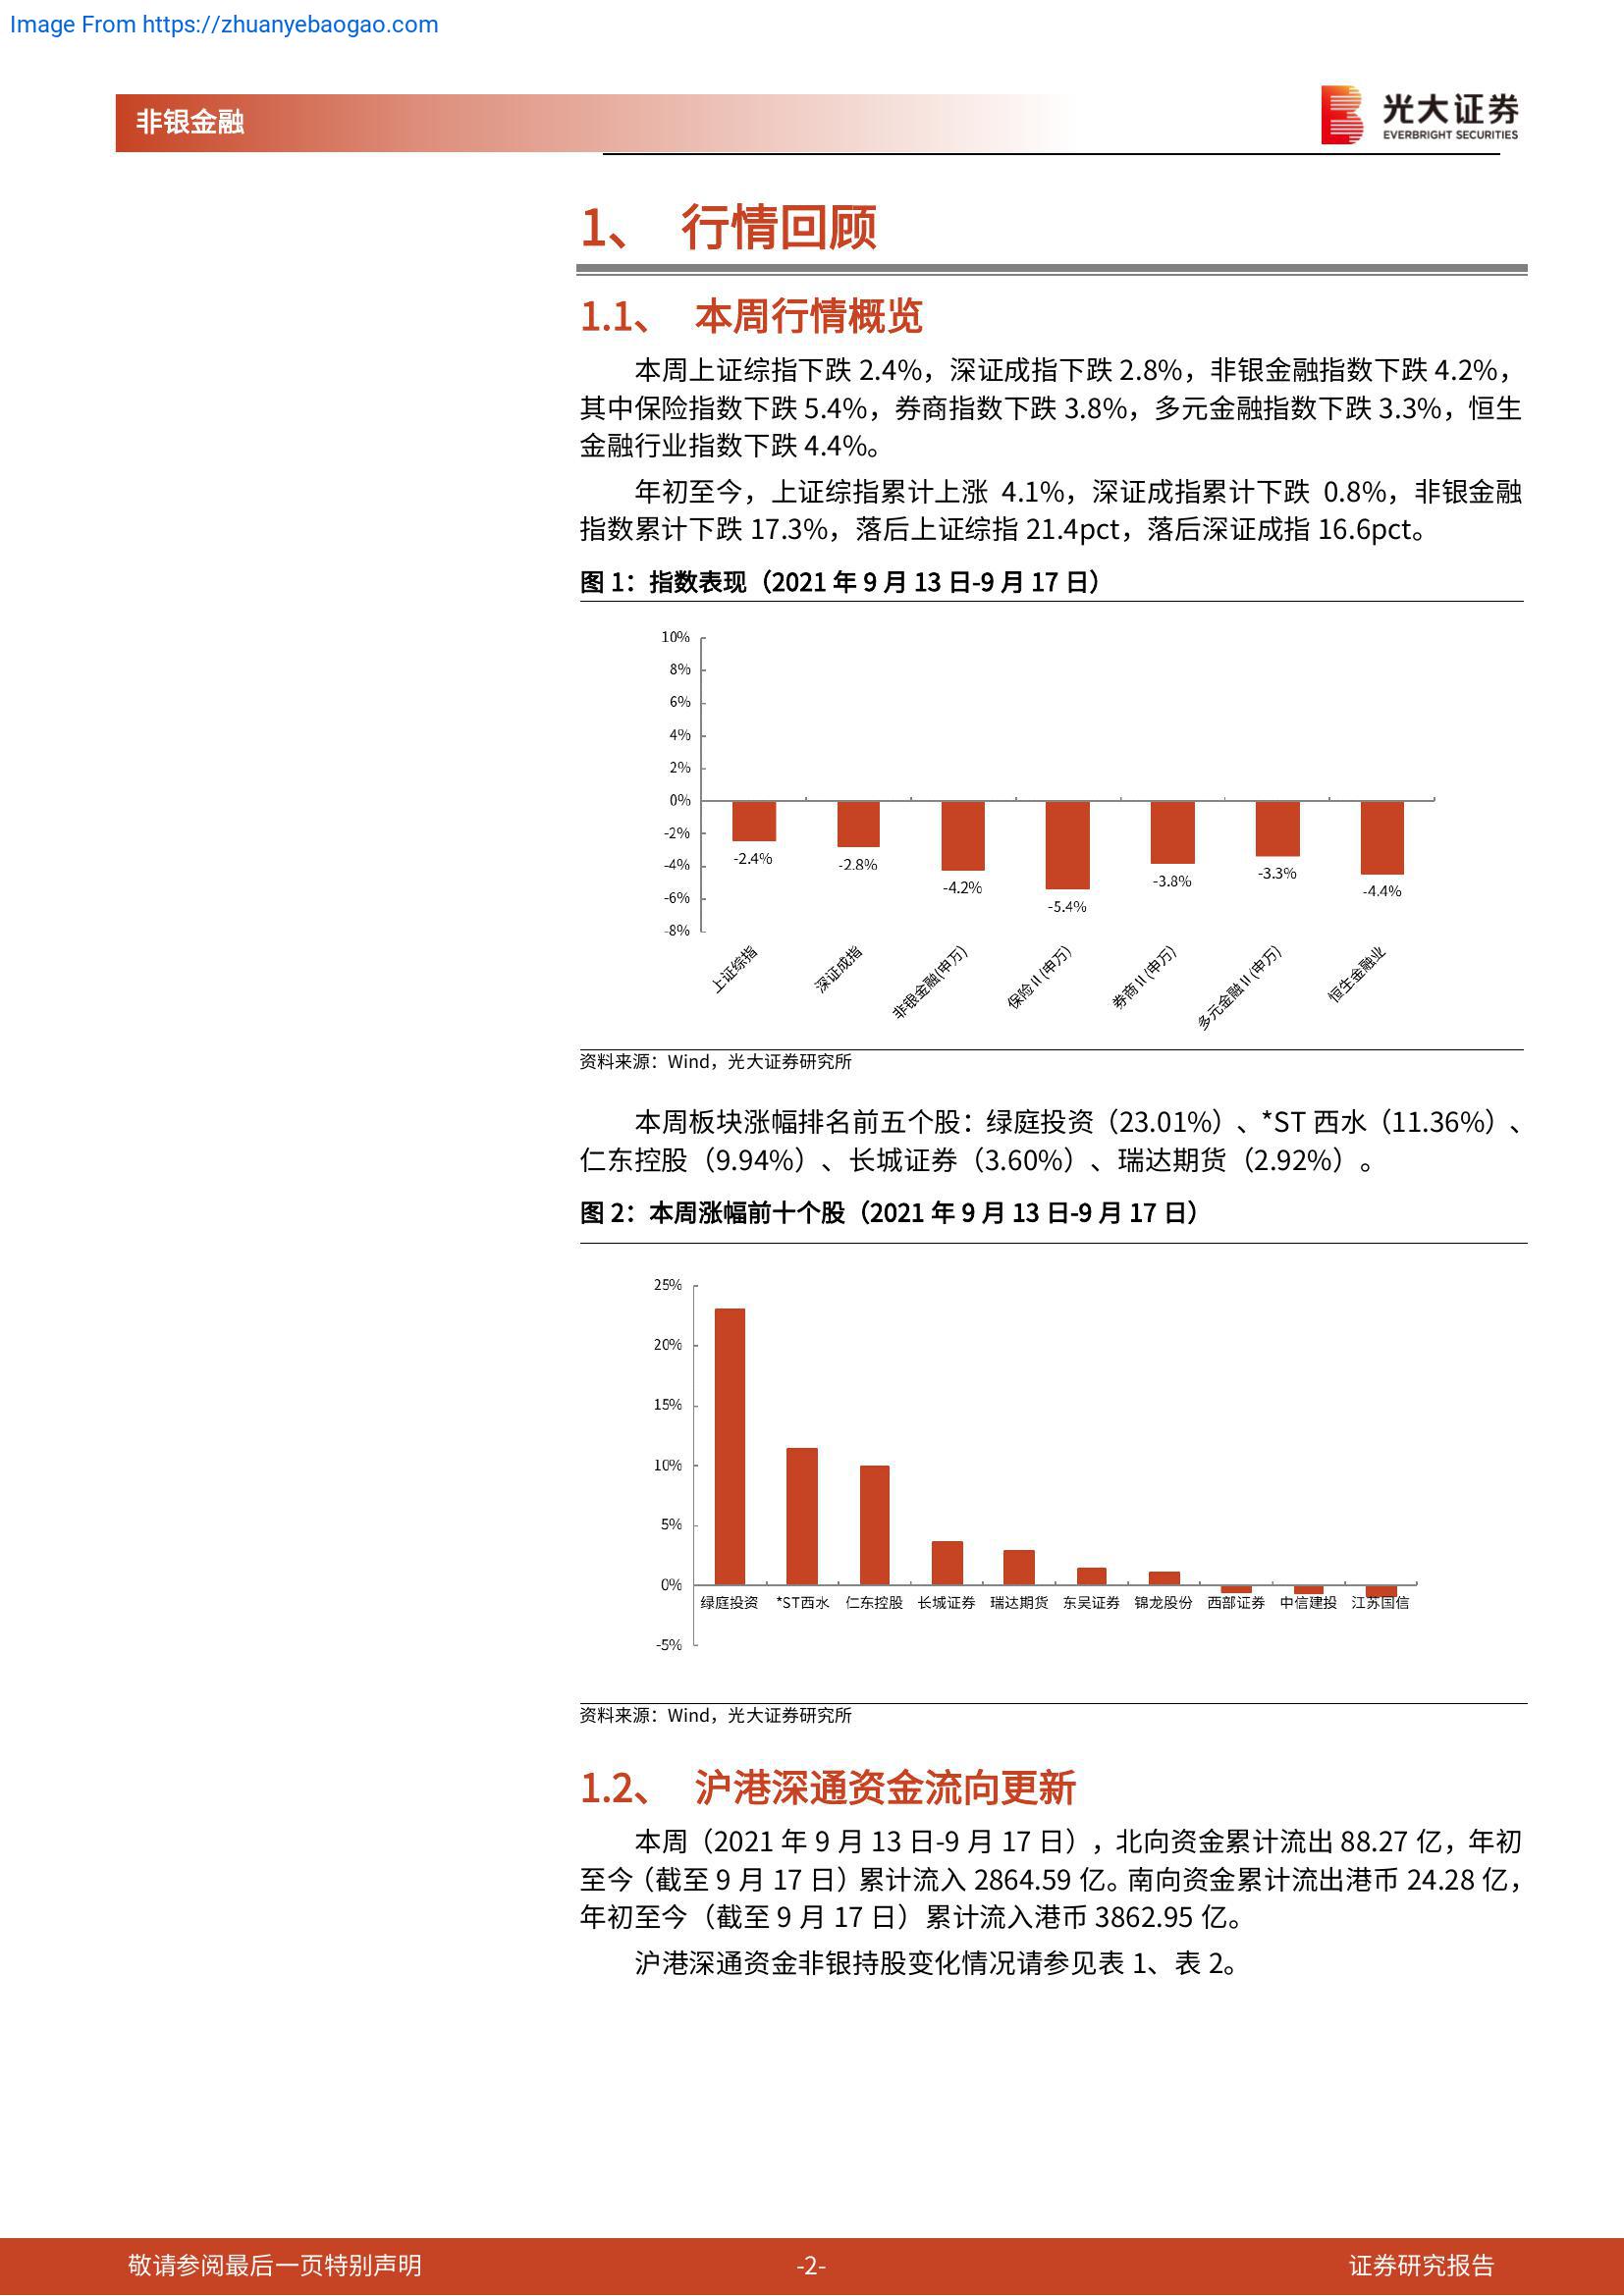 Image From https://zhuanyebaogao.com
非银金融
光大证券
EVERBRIGHT SECURITIES
1、 行情回顾
1.1、 本周行情概览
本周上证综指下跌 2.4%，深证成指下跌 2.8%，非银金融指数下跌 4.2%，
其中保险指数下跌 5.4%，券商指数下跌 3.8%，多元金融指数下跌 3.3%，恒生
金融行业指数下跌 4.4%。
年初至今，上证综指累计上涨 4.1%，深证成指累计下跌 0.8%，非银金融
指数累计下跌 17.3%，落后上证综指 21.4pct，落后深证成指 16.6pct。
图 1：指数表现（2021 年 9 月 13 日-9 月 17 日）
10%
8%
6%
4%
2%
0%
-2%
-4%
-6%
-8%
-2.4%
-2.8%
-4.2%
-5.4%
-3.8%
-3.3%
-4.4%
上证综指
深证成指
非银金融(申万)
保险Ⅱ(申万)
券商Ⅱ(申万)
多元金融Ⅱ(申万)
恒生金融业
资料来源：Wind，光大证券研究所
本周板块涨幅排名前五个股：绿庭投资（23.01%）、*ST 西水（11.36%）、
仁东控股（9.94%）、长城证券（3.60%）、瑞达期货（2.92%）。
图 2：本周涨幅前十个股（2021 年 9 月 13 日-9 月 17 日）
25%
20%
15%
10%
5%
0%
-5%
绿庭投资 *ST西水 仁东控股 长城证券 瑞达期货 东吴证券 锦龙股份 西部证券 中信建投 江苏国信
资料来源：Wind，光大证券研究所
1.2、 沪港深通资金流向更新
本周（2021 年 9 月 13 日-9 月 17 日），北向资金累计流出 88.27 亿，年初
至今（截至 9 月 17 日）累计流入 2864.59 亿。南向资金累计流出港币 24.28 亿，
年初至今（截至 9 月 17 日）累计流入港币 3862.95 亿。
沪港深通资金非银持股变化情况请参见表 1、表 2。
敬请参阅最后一页特别声明
-2-
证券研究报告